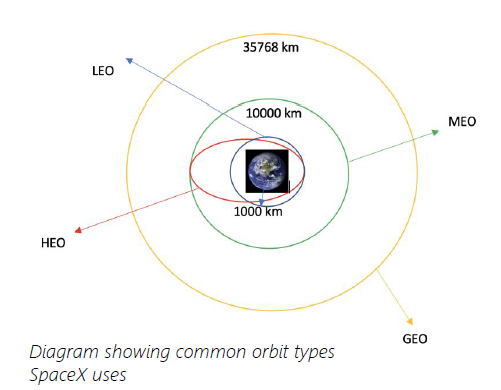 35768 km
LEO
10000 km
MEO
1000 km
HEO
GEO
Diagram showing common orbit types
SpaceX uses